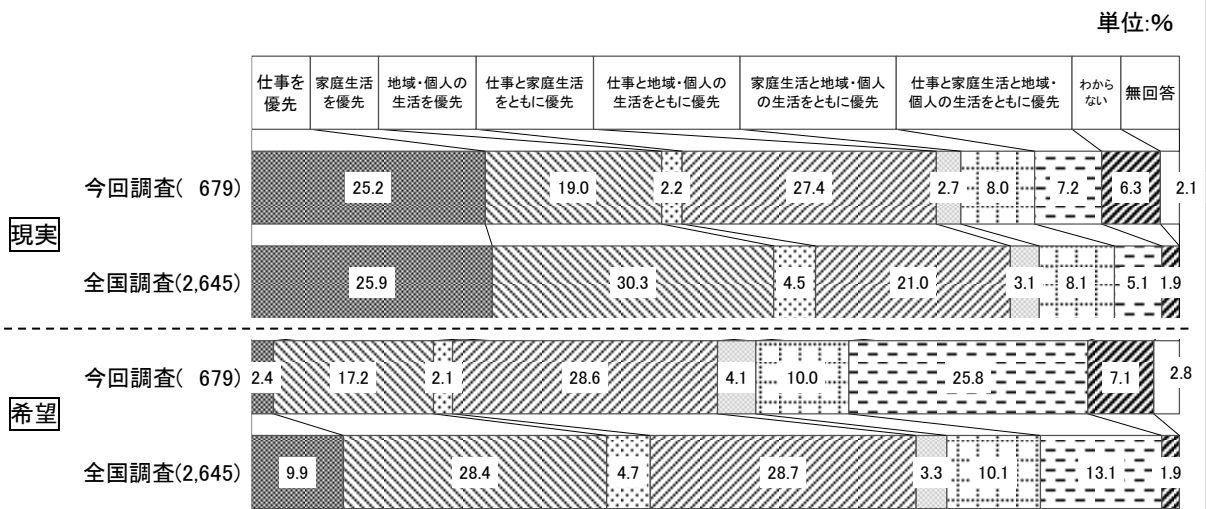 単位:%
仕事を優先
家庭生活を優先
地域・個人の生活を優先
仕事と家庭生活をともに優先
仕事と地域・個人の生活をともに優先
家庭生活と地域・個人の生活をともに優先
仕事と家庭生活と地域・個人の生活をともに優先
わからない
無回答
現実
今回調査( 679)
25.2 19.0 2.2 27.4 2.7 8.0 7.2 6.3 2.1
全国調査(2,645)
25.9 30.3 4.5 21.0 3.1 8.1 5.1 1.9
希望
今回調査( 679)
2.4 17.2 2.1 28.6 4.1 10.0 25.8 7.1 2.8
全国調査(2,645)
9.9 28.4 4.7 28.7 3.3 10.1 13.1 1.9